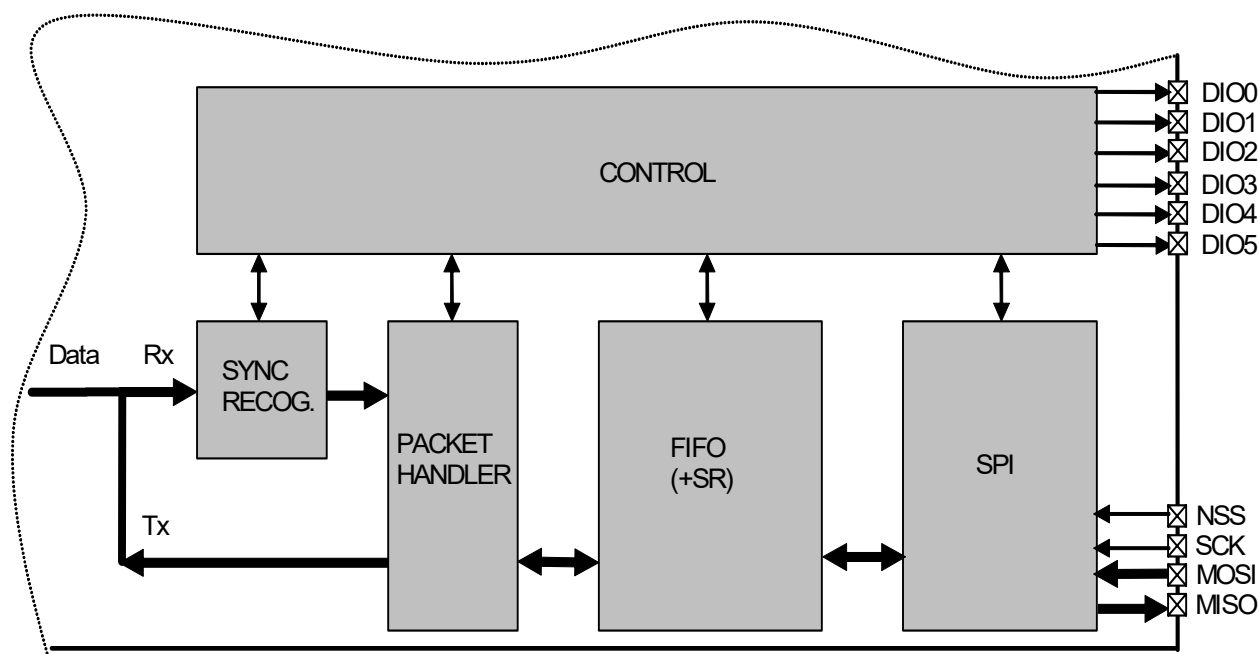 DIO0
DIO1
DIO2
CONTROL
DIO3
DIO4
DIO5
Data
Rx
SYNC
RECOG.
PACKET
HANDLER
FIFO
(+SR)
SPI
Tx
NSS
SCK
MOSI
MISO